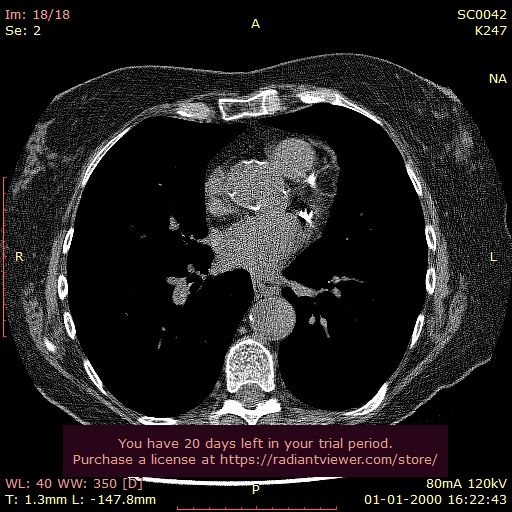 Im: 18/18
Se: 2
A
SC0042
K247
NA
R
L
You have 20 days left in your trial period.
Purchase a license at https://radiantviewer.com/store/
WL: 40 WW: 350 [D]
T: 1.3mm L: -147.8mm
P
80mA 120kV
01-01-2000 16:22:43